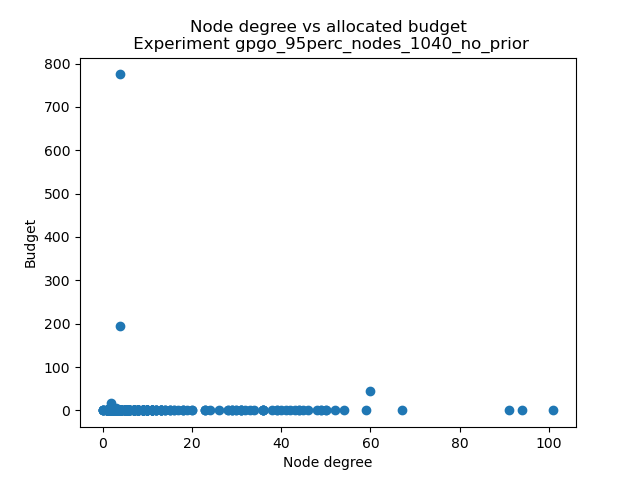 Node degree vs allocated budget
Experiment gpgo_95perc_nodes_1040_no_prior
800
700
600
500
400
300
200
100
0
Budget
0 20 40 60 80 100
Node degree